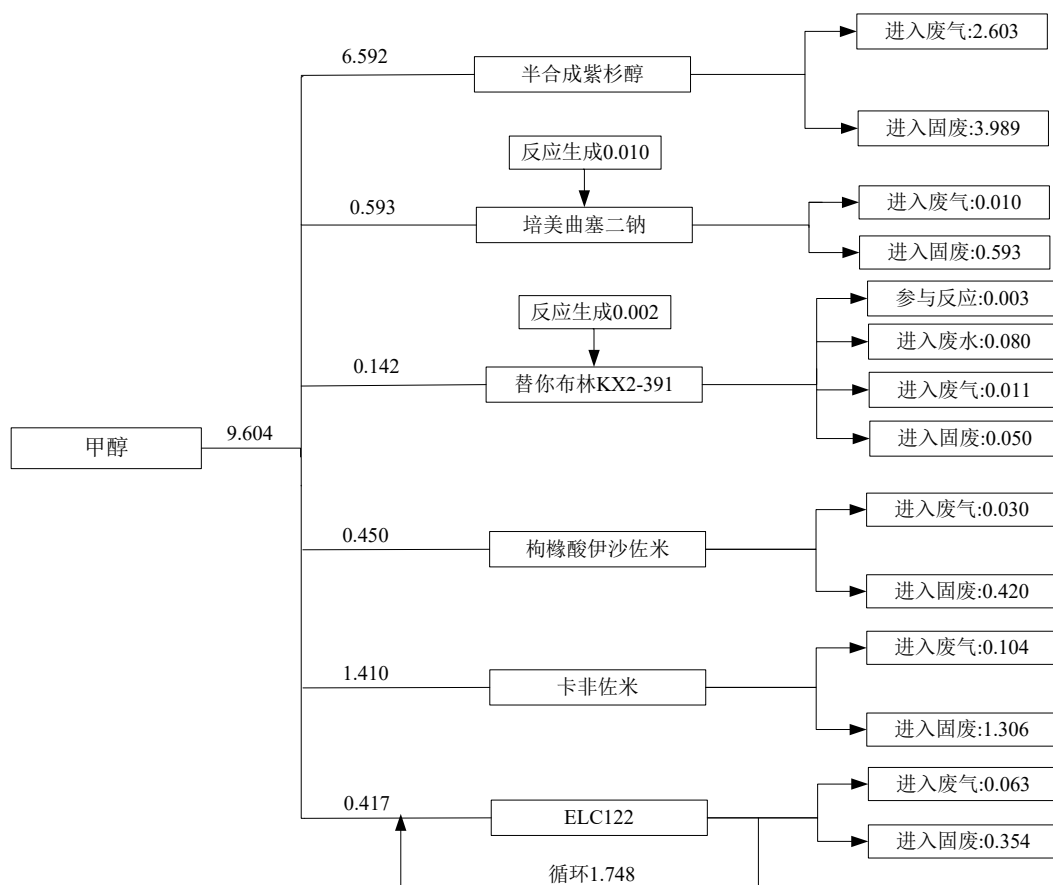 6.592
半合成紫杉醇
进入废气:2.603
进入固废:3.989
反应生成0.010
0.593
培美曲塞二钠
进入废气:0.010
进入固废:0.593
反应生成0.002
0.142
替你布林KX2-391
参与反应:0.003
进入废水:0.080
进入废气:0.011
进入固废:0.050
甲醇
9.604
0.450
枸橼酸伊沙佐米
进入废气:0.030
进入固废:0.420
1.410
卡非佐米
进入废气:0.104
进入固废:1.306
0.417
ELC122
进入废气:0.063
进入固废:0.354
循环1.748